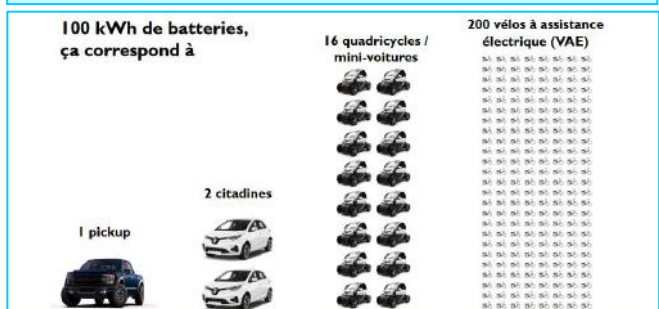 100 kWh de batteries,
ça correspond à
16 quadricycles /
mini-voitures
200 vélos à assistance
électrique (VAE)
2 citadines
1 pickup